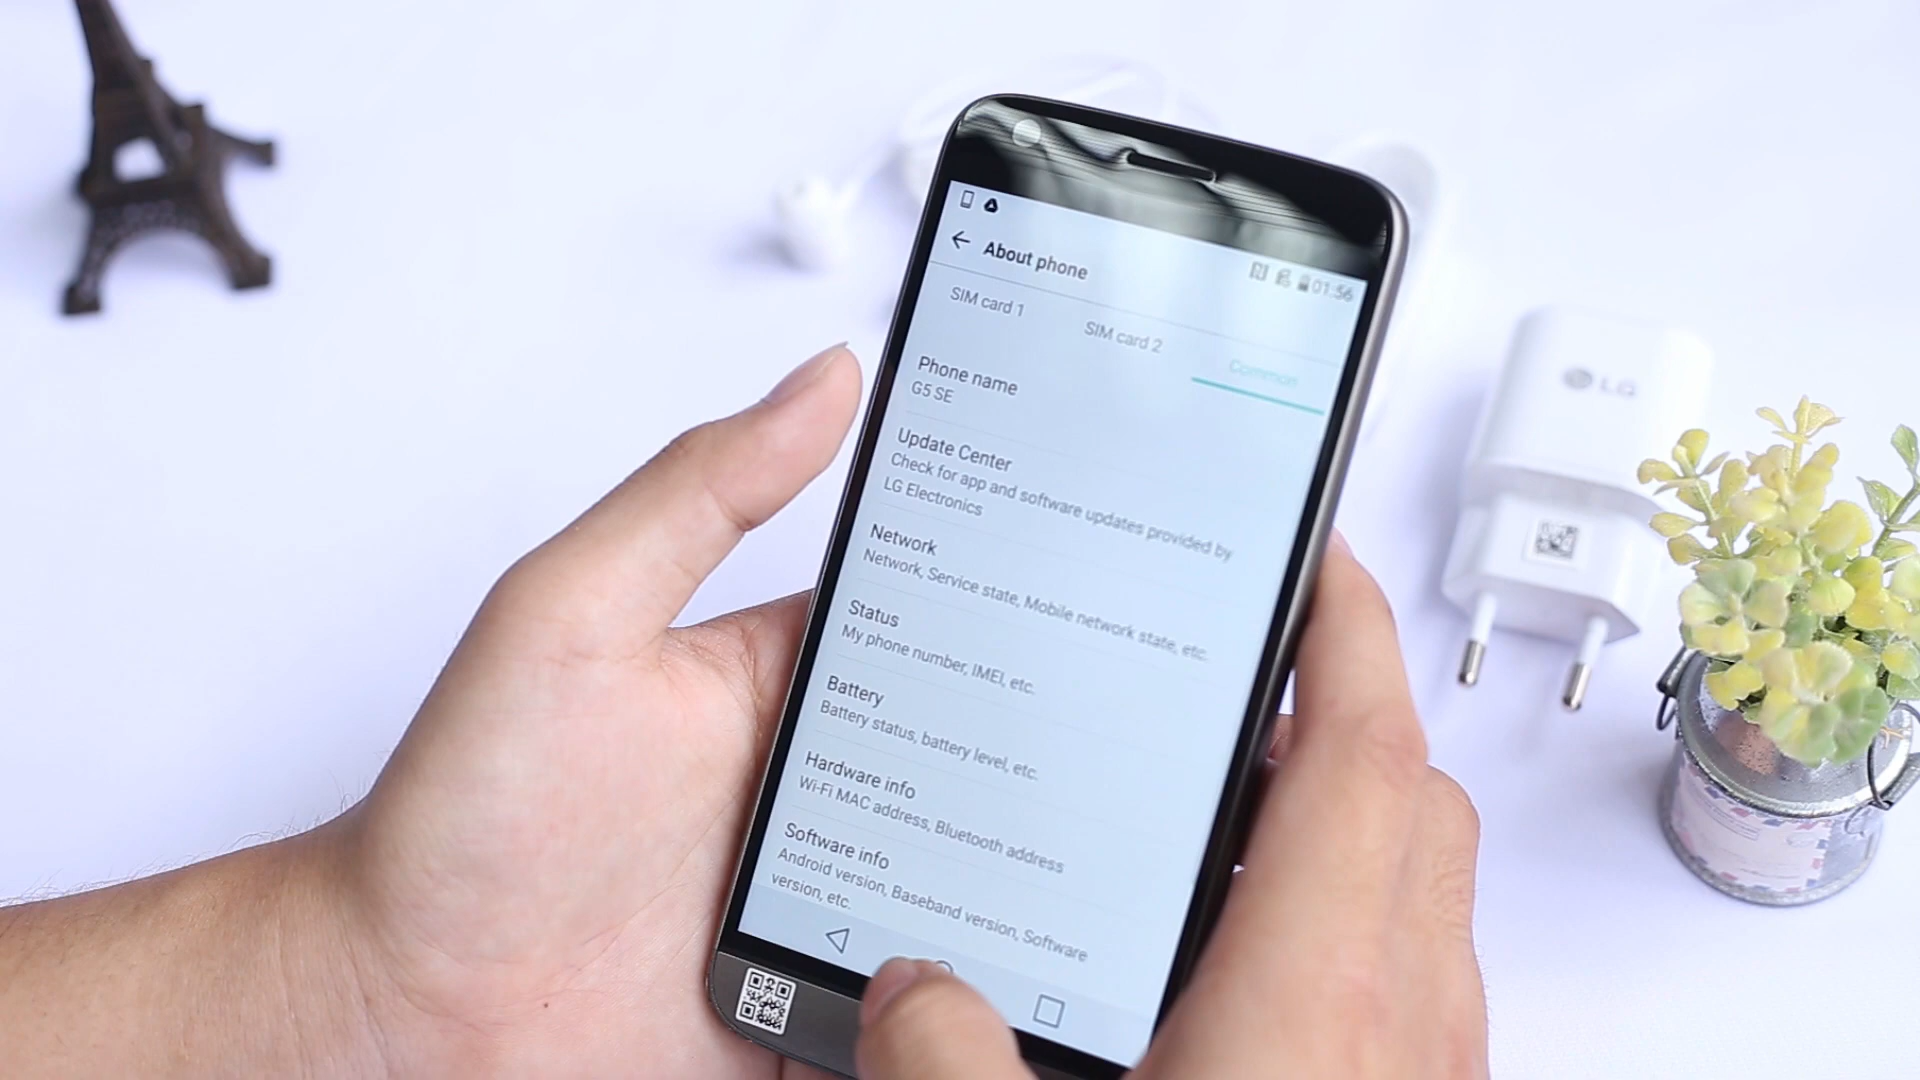 01:56
About phone
SIM card 1
SIM card 2
Common
Phone name
G5 SE
Update Center
Check for app and software updates provided by
LG Electronics
Network
Network, Service state, Mobile network state, etc.
Status
My phone number, IMEI, etc.
Battery
Battery status, battery level, etc.
Hardware info
Wi-Fi MAC address, Bluetooth address
Software info
Android version, Baseband version, Software
version, etc.
LG